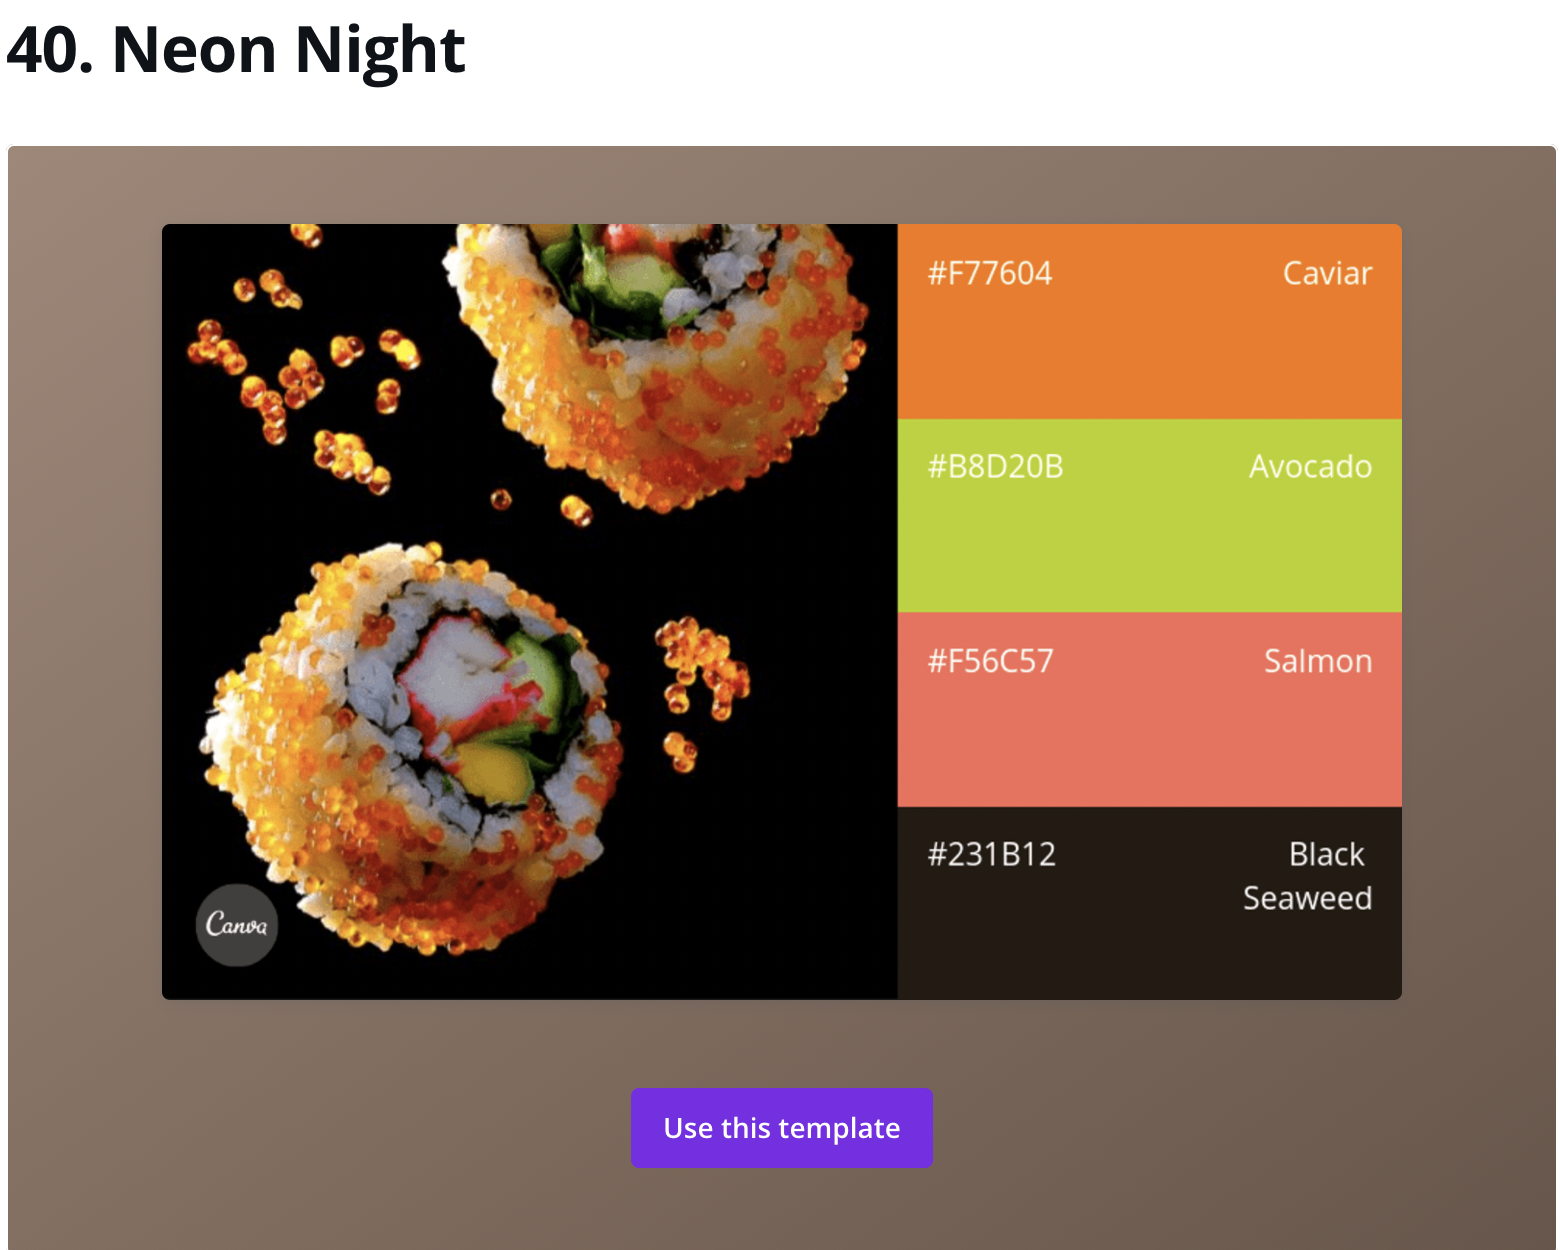 40. Neon Night
#F77604 Caviar
#B8D20B Avocado
#F56C57 Salmon
#231B12 Black
Seaweed
Canva
Use this template